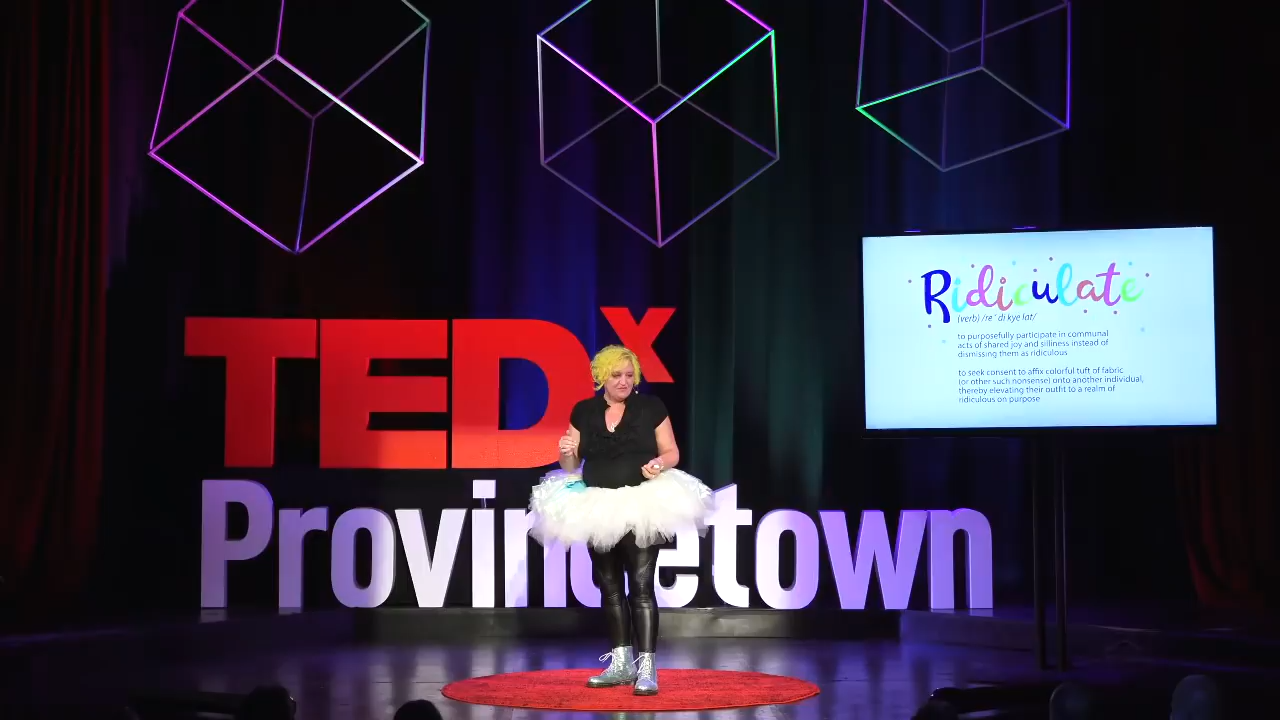 TEDx
Provincetown
Ridiculate
(verb) /re ' di kye lat/
to purposefully participate in communal
acts of shared joy and silliness instead of
dismissing them as ridiculous
to seek consent to affix colorful tuft of fabric
(or other such nonsense) onto another individual,
thereby elevating their outfit to a realm of
ridiculous on purpose